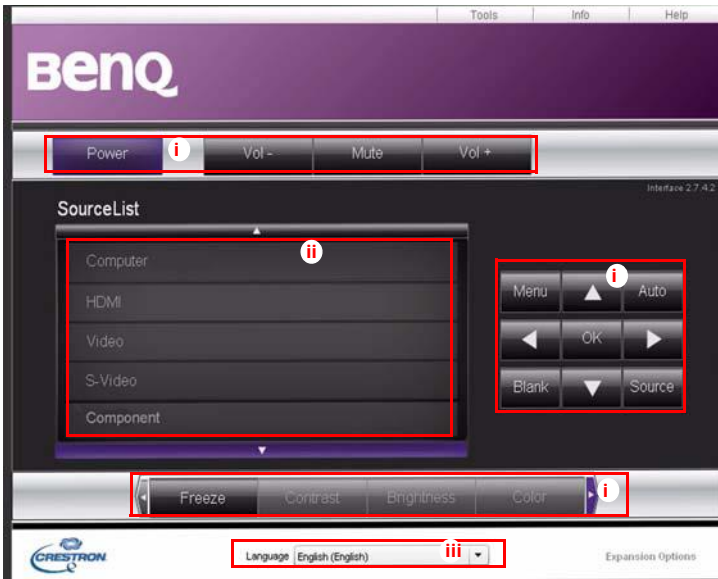 Tools Info Help
BenQ
Power i Vol - Mute Vol +
Interface 2.7.4.2
SourceList
ii
Computer
HDMI
Video
S-Video
Component
i
Menu Auto
OK
Blank Source
Freeze Contrast Brightness Color i
CRESTRON
Language English (English) iii
Expansion Options